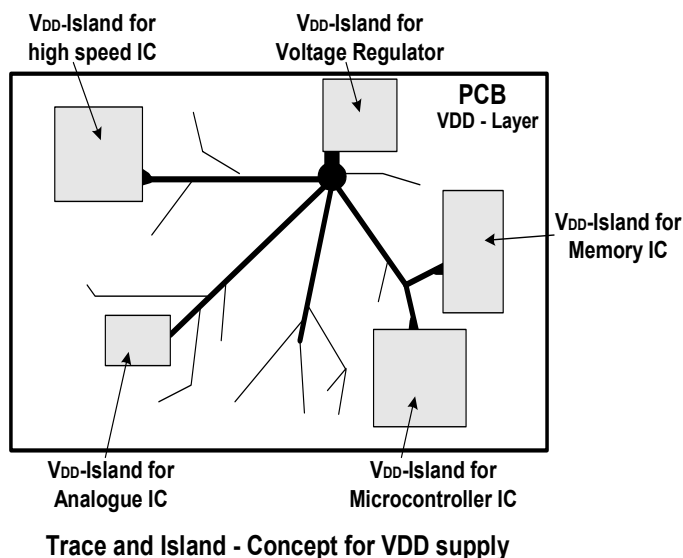 VDD-Island for
high speed IC
VDD-Island for
Voltage Regulator
PCB
VDD - Layer
VDD-Island for
Memory IC
VDD-Island for
Analogue IC
VDD-Island for
Microcontroller IC
Trace and Island - Concept for VDD supply